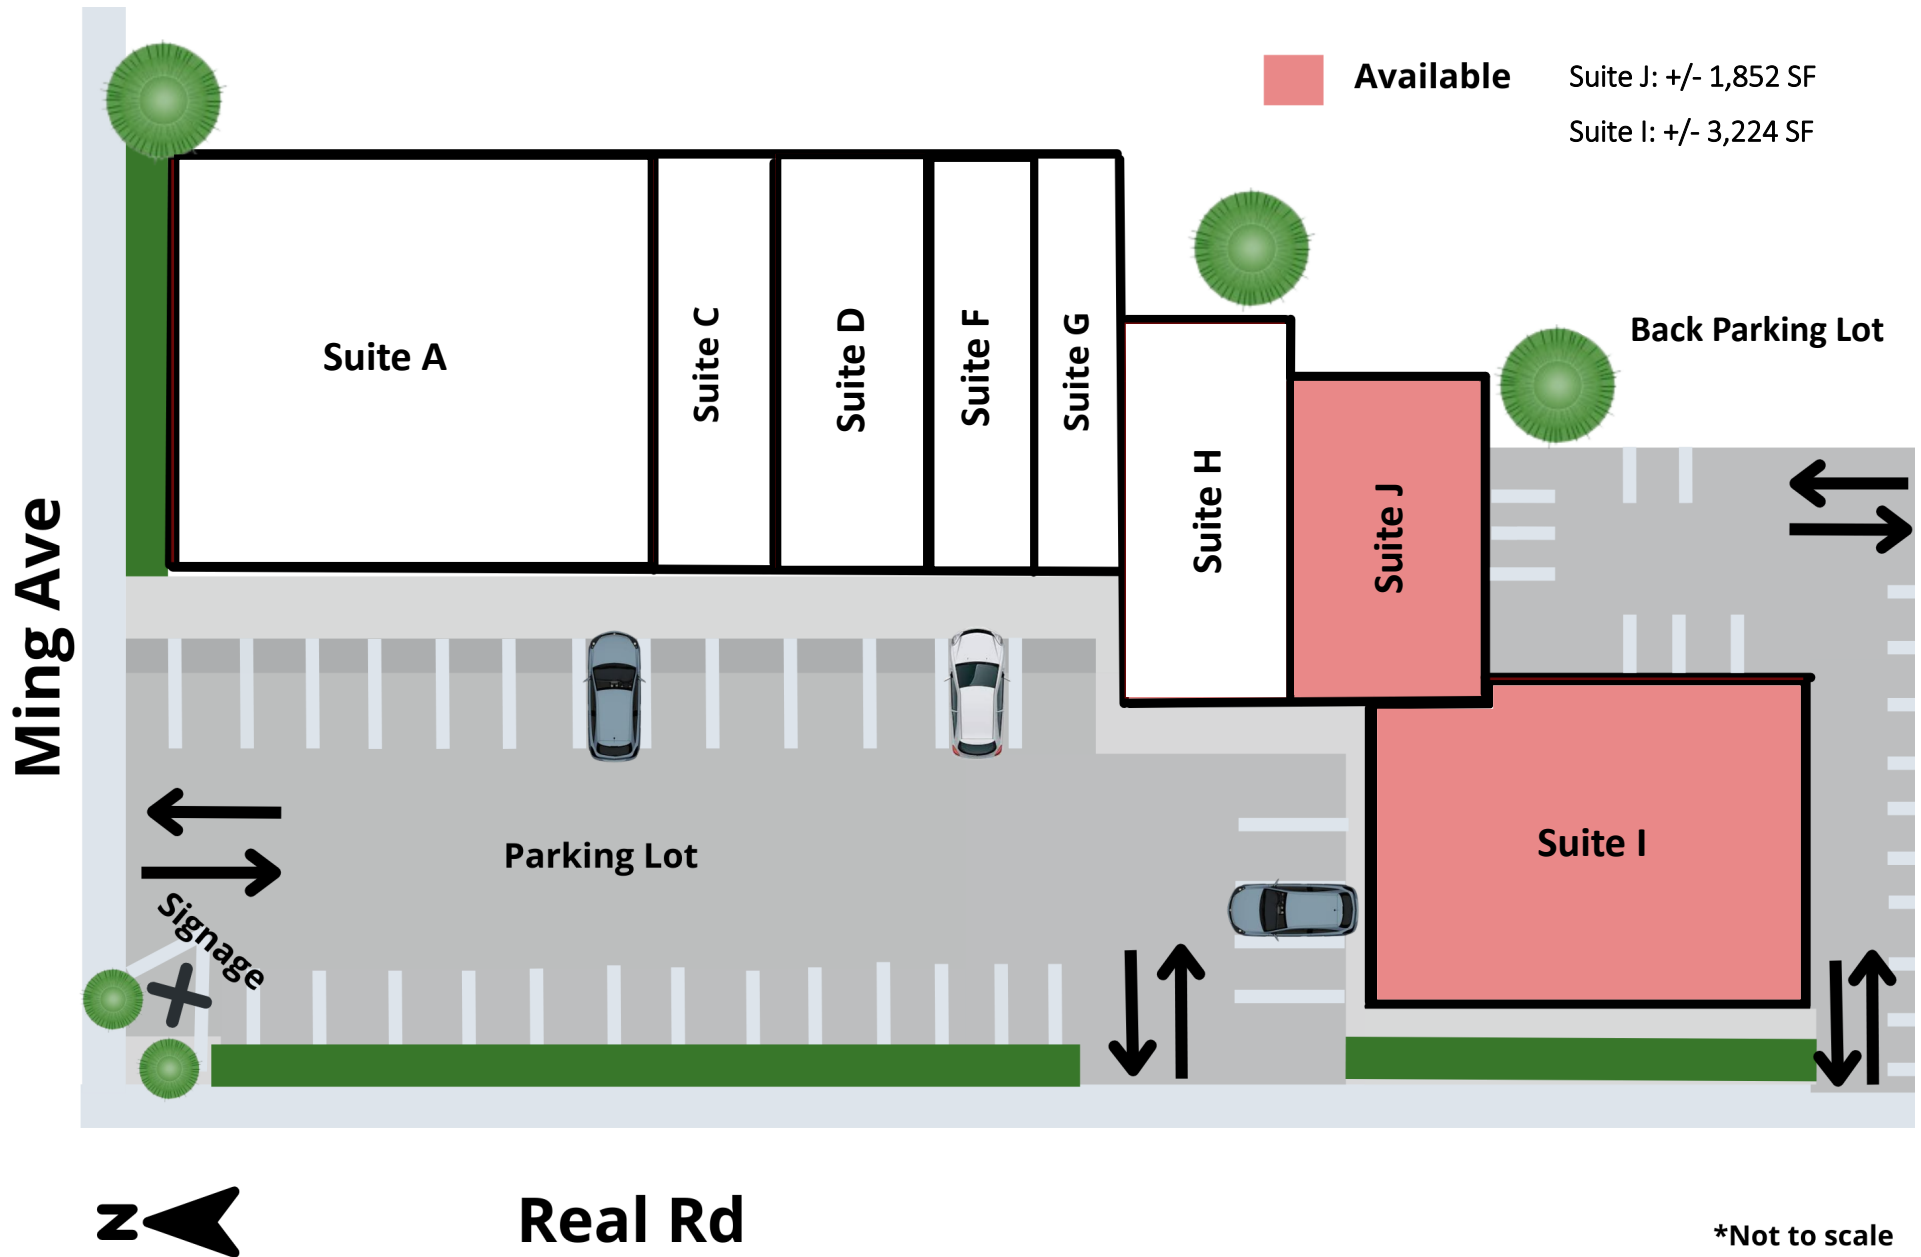 Available
Suite J: +/- 1,852 SF
Suite I: +/- 3,224 SF
Back Parking Lot
Suite A
Suite C
Suite D
Suite F
Suite G
Suite H
Suite J
Suite I
Ming Ave
Parking Lot
Signage
N
Real Rd
*Not to scale